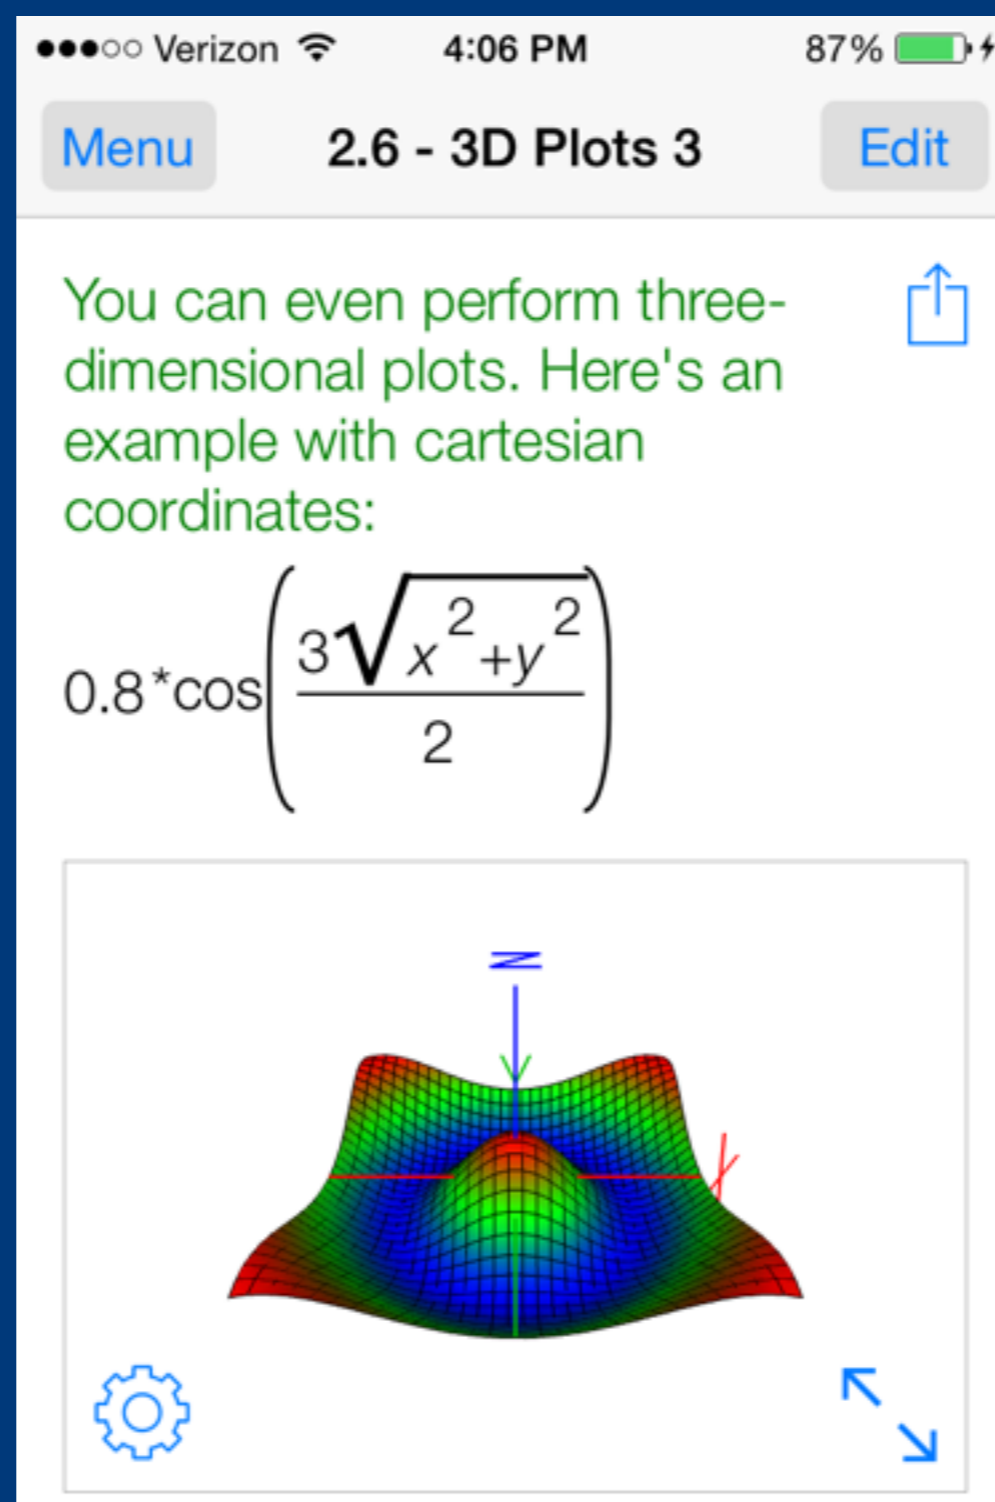 Verizon 4:06 PM 87%
Menu 2.6 - 3D Plots 3 Edit
You can even perform three-
dimensional plots. Here's an
example with cartesian
coordinates:
0.8*cos(3√(x²+y²)/2)
Z
Y
X